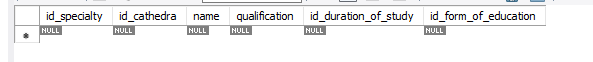 id_specialty id_cathedra name qualification id_duration_of_study id_form_of_education
NULL NULL NULL NULL NULL NULL